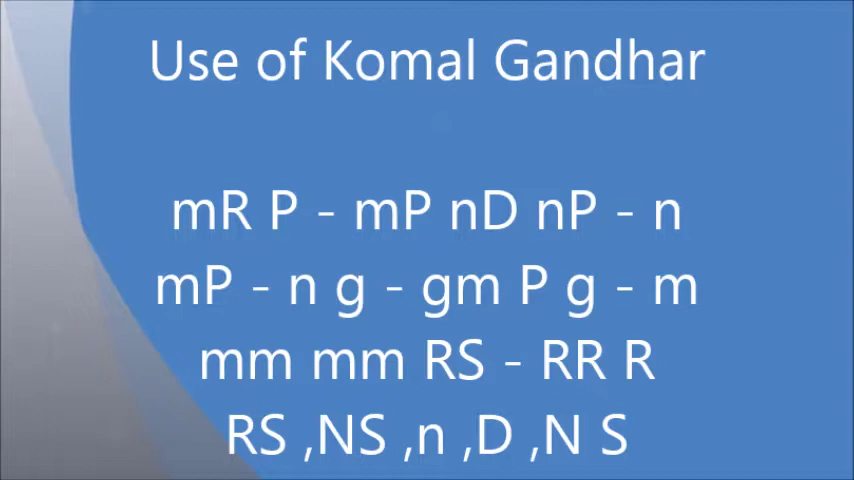 Use of Komal Gandhar
mR P - mP nD nP - n
mP - n g - gm P g - m
mm mm RS - RR R
RS ,NS ,n ,D ,N S